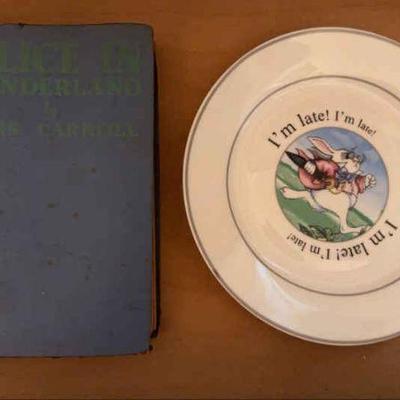 LICE IN
NDERLAND
IS CARROLL
I'm late! I'm late!
I'm late! I'm late!